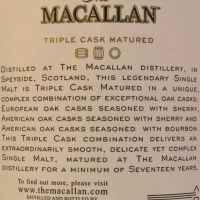 The
MACALLAN
TRIPLE CASK MATURED
DISTILLED AT THE MACALLAN DISTILLERY, IN
SPEYSIDE, SCOTLAND, THIS LEGENDARY SINGLE
MALT IS TRIPLE CASK MATURED IN A UNIQUE,
COMPLEX COMBINATION OF EXCEPTIONAL OAK CASKS;
EUROPEAN OAK CASKS SEASONED WITH SHERRY,
AMERICAN OAK CASKS SEASONED WITH SHERRY AND
AMERICAN OAK CASKS SEASONED WITH BOURBON.
THIS TRIPLE CASK COMBINATION DELIVERS AN
EXTRAORDINARILY SMOOTH, DELICATE YET COMPLEX
SINGLE MALT, MATURED AT THE MACALLAN
DISTILLERY FOR A MINIMUM OF SEVENTEEN YEARS.
To find out more, please visit
www.themacallan.com
DISTILLED AND BOTTLED BY